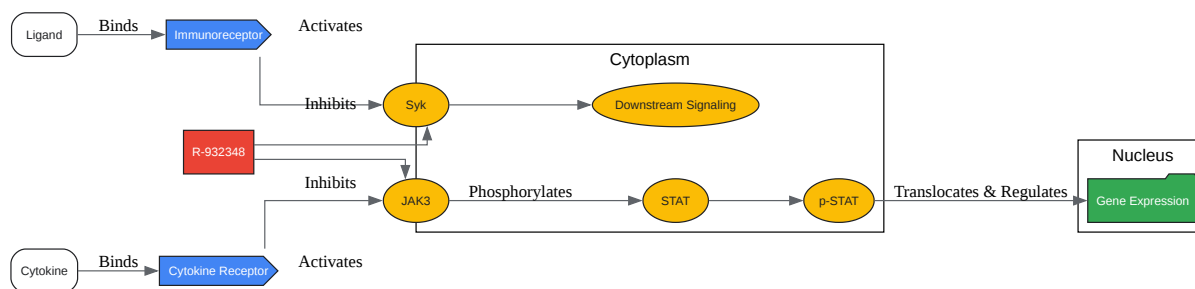 Ligand
Binds
Immunoreceptor
Activates
Cytoplasm
Inhibits
Syk
Downstream Signaling
R-932348
Nucleus
Inhibits
JAK3
Phosphorylates
STAT
p-STAT
Translocates & Regulates
Gene Expression
Cytokine
Binds
Cytokine Receptor
Activates